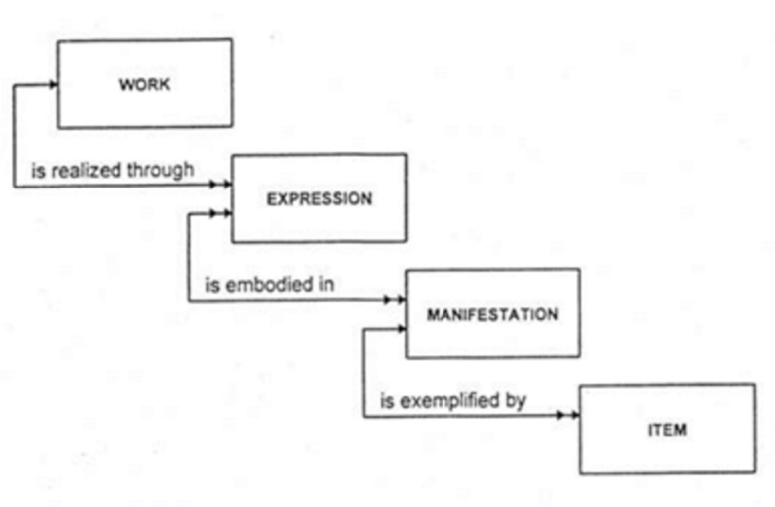 WORK
is realized through
EXPRESSION
is embodied in
MANIFESTATION
is exemplified by
ITEM